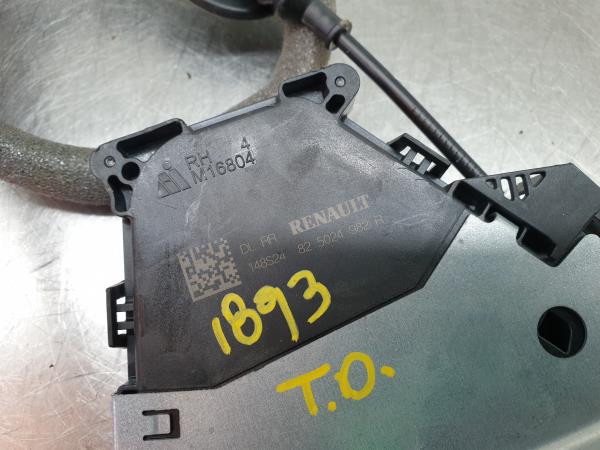 4
RH
M16804
RENAULT
DL RR
148S24 82 5024 982 R
1893
T.D.